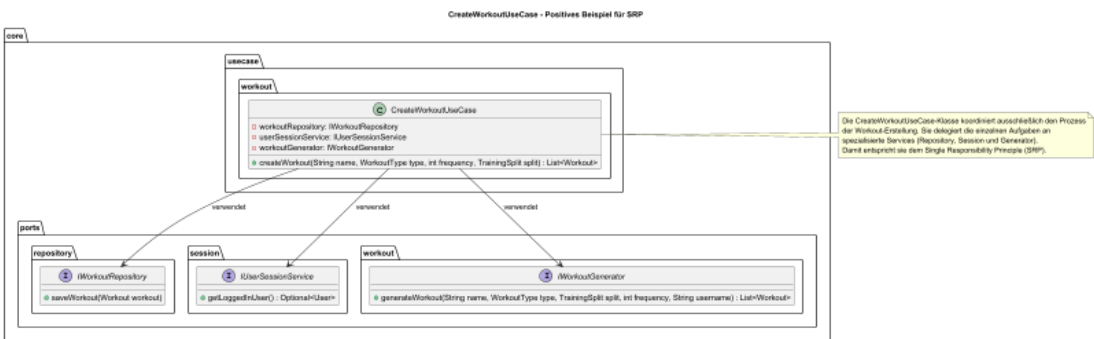 CreateWorkoutUseCase - Positives Beispiel für SRP
core
usecase
workout
C CreateWorkoutUseCase
workoutRepository: IWorkoutRepository
userSessionService: IUserSessionService
workoutGenerator: IWorkoutGenerator
createWorkout(String name, WorkoutType type, int frequency, TrainingSplit split) : List<Workout>
Die CreateWorkoutUseCase-Klasse koordiniert ausschließlich den Prozess
der Workout-Erstellung. Sie delegiert die einzelnen Aufgaben an
spezialisierte Services (Repository, Session und Generator).
Damit entspricht sie dem Single Responsibility Principle (SRP).
verwendet
verwendet
verwendet
ports
repository
I IWorkoutRepository
saveWorkout(Workout workout)
session
I IUserSessionService
getLoggedInUser() : Optional<User>
workout
I IWorkoutGenerator
generateWorkout(String name, WorkoutType type, TrainingSplit split, int frequency, String username) : List<Workout>